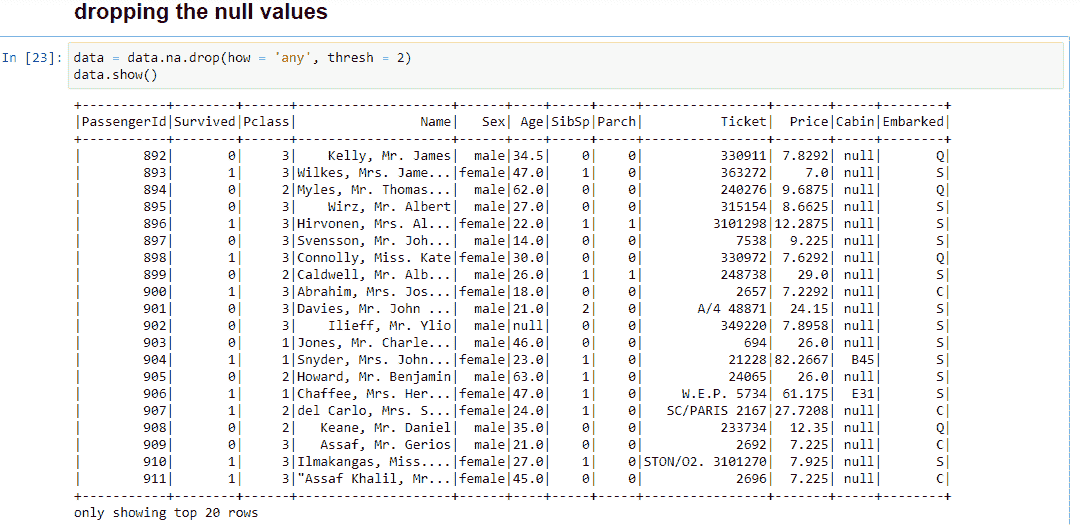 dropping the null values
In [23]: data = data.na.drop(how = 'any', thresh = 2)
data.show()
+-----------+--------+------+--------------------+------+----+-----+-----+------------------+-------+-----+--------+
|PassengerId|Survived|Pclass|                Name|   Sex| Age|SibSp|Parch|            Ticket|  Price|Cabin|Embarked|
+-----------+--------+------+--------------------+------+----+-----+-----+------------------+-------+-----+--------+
|        892|       0|     3|    Kelly, Mr. James|  male|34.5|    0|    0|            330911| 7.8292| null|       Q|
|        893|       1|     3|Wilkes, Mrs. Jame...|female|47.0|    1|    0|            363272|    7.0| null|       S|
|        894|       0|     2|Myles, Mr. Thomas...|  male|62.0|    0|    0|            240276| 9.6875| null|       Q|
|        895|       0|     3|    Wirz, Mr. Albert|  male|27.0|    0|    0|            315154| 8.6625| null|       S|
|        896|       1|     3|Hirvonen, Mrs. Al...|female|22.0|    1|    1|           3101298|12.2875| null|       S|
|        897|       0|     3|Svensson, Mr. Joh...|  male|14.0|    0|    0|              7538|  9.225| null|       S|
|        898|       1|     3|Connolly, Miss. Kate|female|30.0|    0|    0|            330972| 7.6292| null|       Q|
|        899|       0|     2|Caldwell, Mr. Alb...|  male|26.0|    1|    1|            248738|   29.0| null|       S|
|        900|       1|     3|Abrahim, Mrs. Jos...|female|18.0|    0|    0|              2657| 7.2292| null|       C|
|        901|       0|     3|Davies, Mr. John ...|  male|21.0|    2|    0|         A/4 48871|  24.15| null|       S|
|        902|       0|     3|    Ilieff, Mr. Ylio|  male|null|    0|    0|            349220| 7.8958| null|       S|
|        903|       0|     1|Jones, Mr. Charle...|  male|46.0|    0|    0|               694|   26.0| null|       S|
|        904|       1|     1|Snyder, Mrs. John...|female|23.0|    1|    0|             21228|82.2667|  B45|       S|
|        905|       0|     2|Howard, Mr. Benjamin|  male|63.0|    1|    0|             24065|   26.0| null|       S|
|        906|       1|     1|Chaffee, Mrs. Her...|female|47.0|    1|    0|       W.E.P. 5734| 61.175|  E31|       S|
|        907|       1|     2|del Carlo, Mrs. S...|female|24.0|    1|    0|     SC/PARIS 2167|27.7208| null|       C|
|        908|       0|     2|   Keane, Mr. Daniel|  male|35.0|    0|    0|            233734|  12.35| null|       Q|
|        909|       0|     3|   Assaf, Mr. Gerios|  male|21.0|    0|    0|              2692|  7.225| null|       C|
|        910|       1|     3|Ilmakangas, Miss....|female|27.0|    1|    0|STON/O2. 3101270|  7.925| null|       S|
|        911|       1|     3|"Assaf Khalil, Mr...|female|45.0|    0|    0|              2696|  7.225| null|       C|
+-----------+--------+------+--------------------+------+----+-----+-----+------------------+-------+-----+--------+
only showing top 20 rows